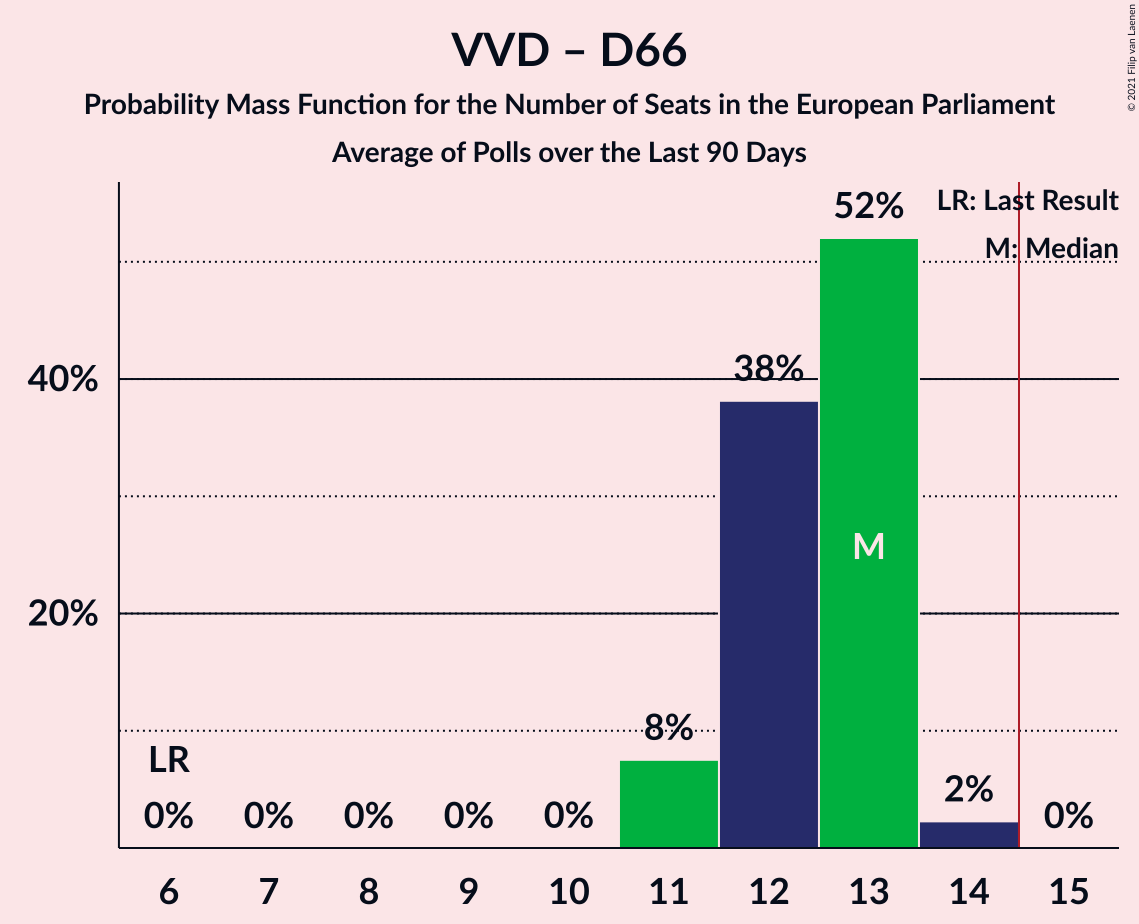 VVD – D66
Probability Mass Function for the Number of Seats in the European Parliament
Average of Polls over the Last 90 Days
© 2021 Filip van Laenen
LR: Last Result
M: Median
52%
38%
40%
M
20%
8%
LR
2%
0% 0% 0% 0% 0% 0%
6 7 8 9 10 11 12 13 14 15